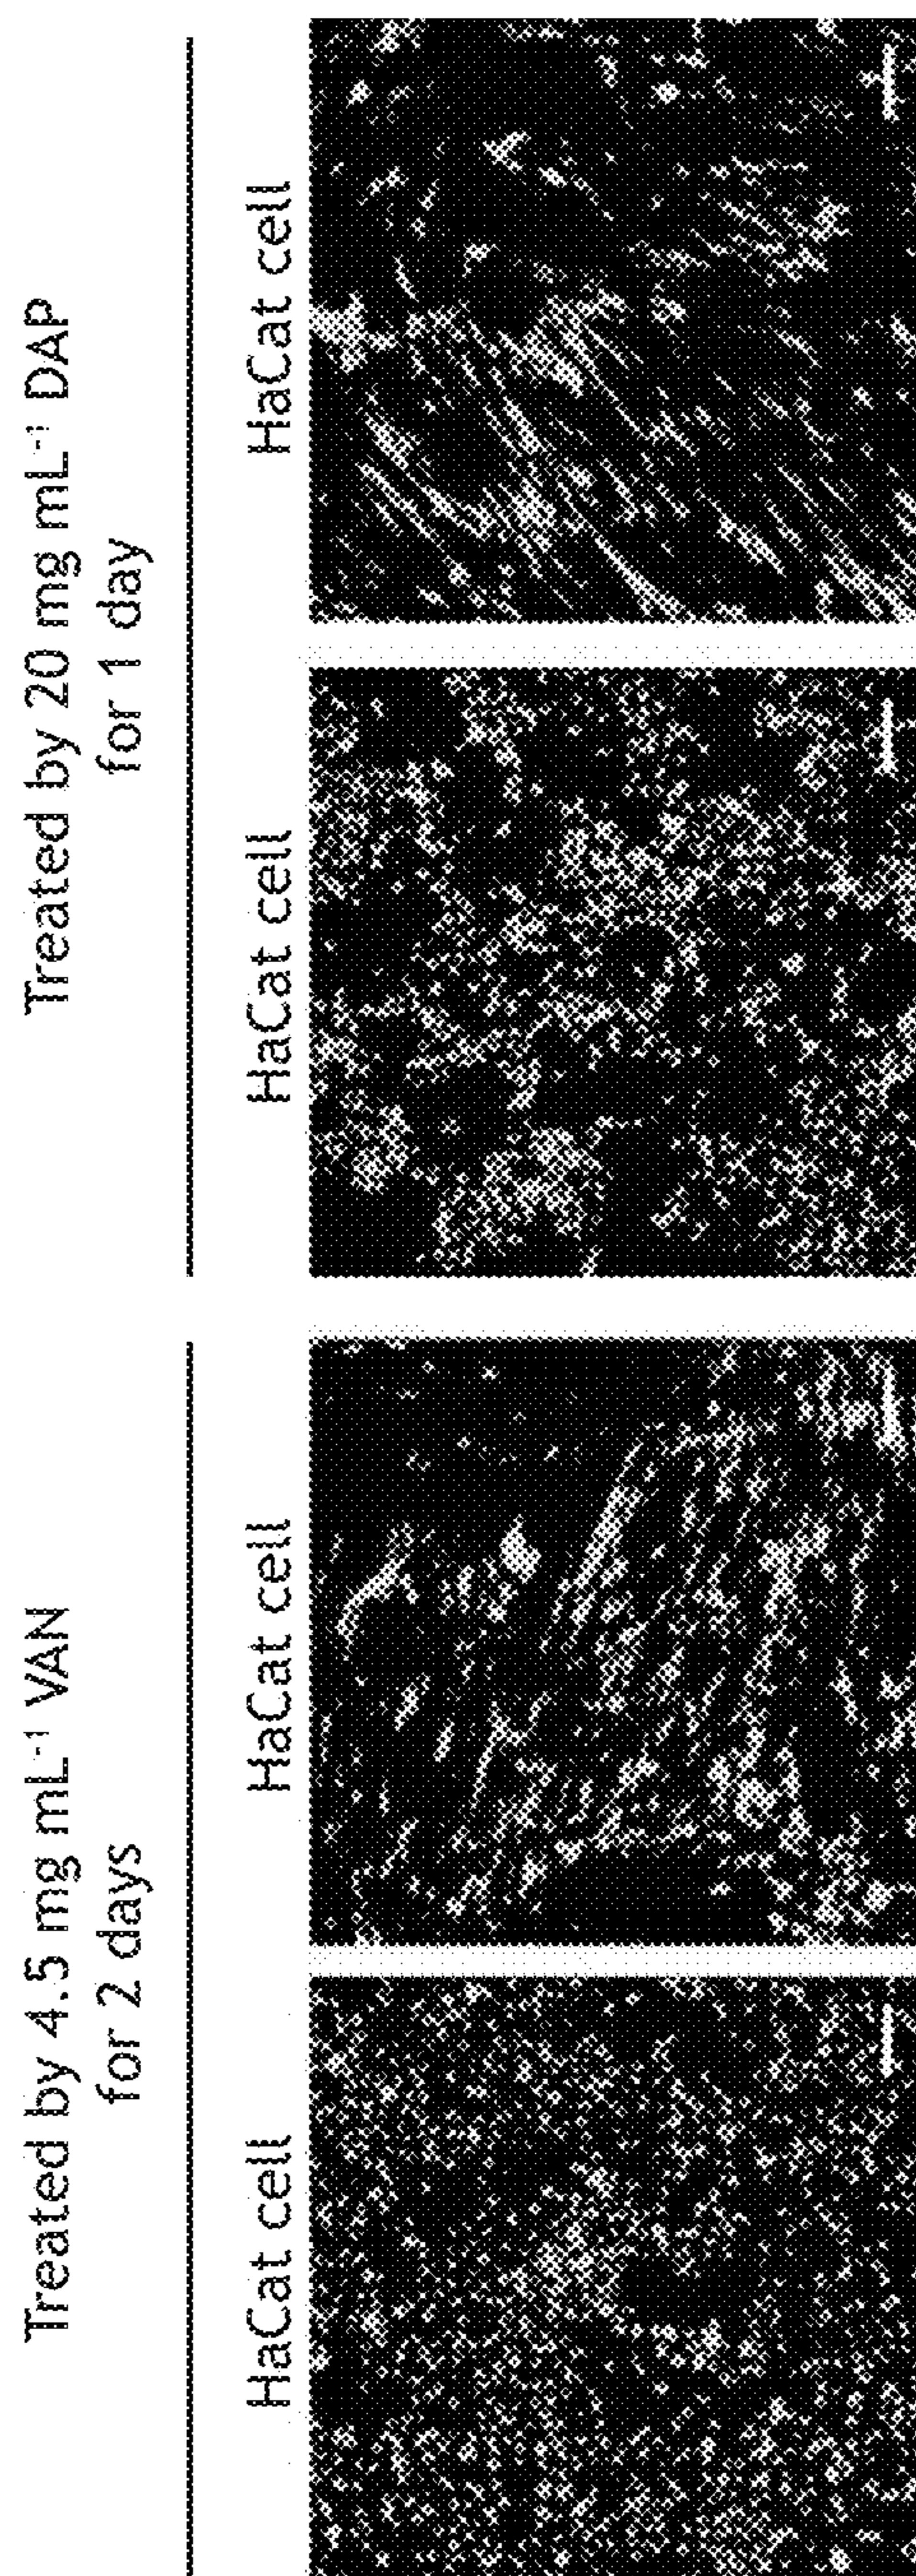 Treated by 4.5 mg mL⁻¹ VAN
for 2 days
HaCat cell
HaCat cell
Treated by 20 mg mL⁻¹ DAP
for 1 day
HaCat cell
HaCat cell